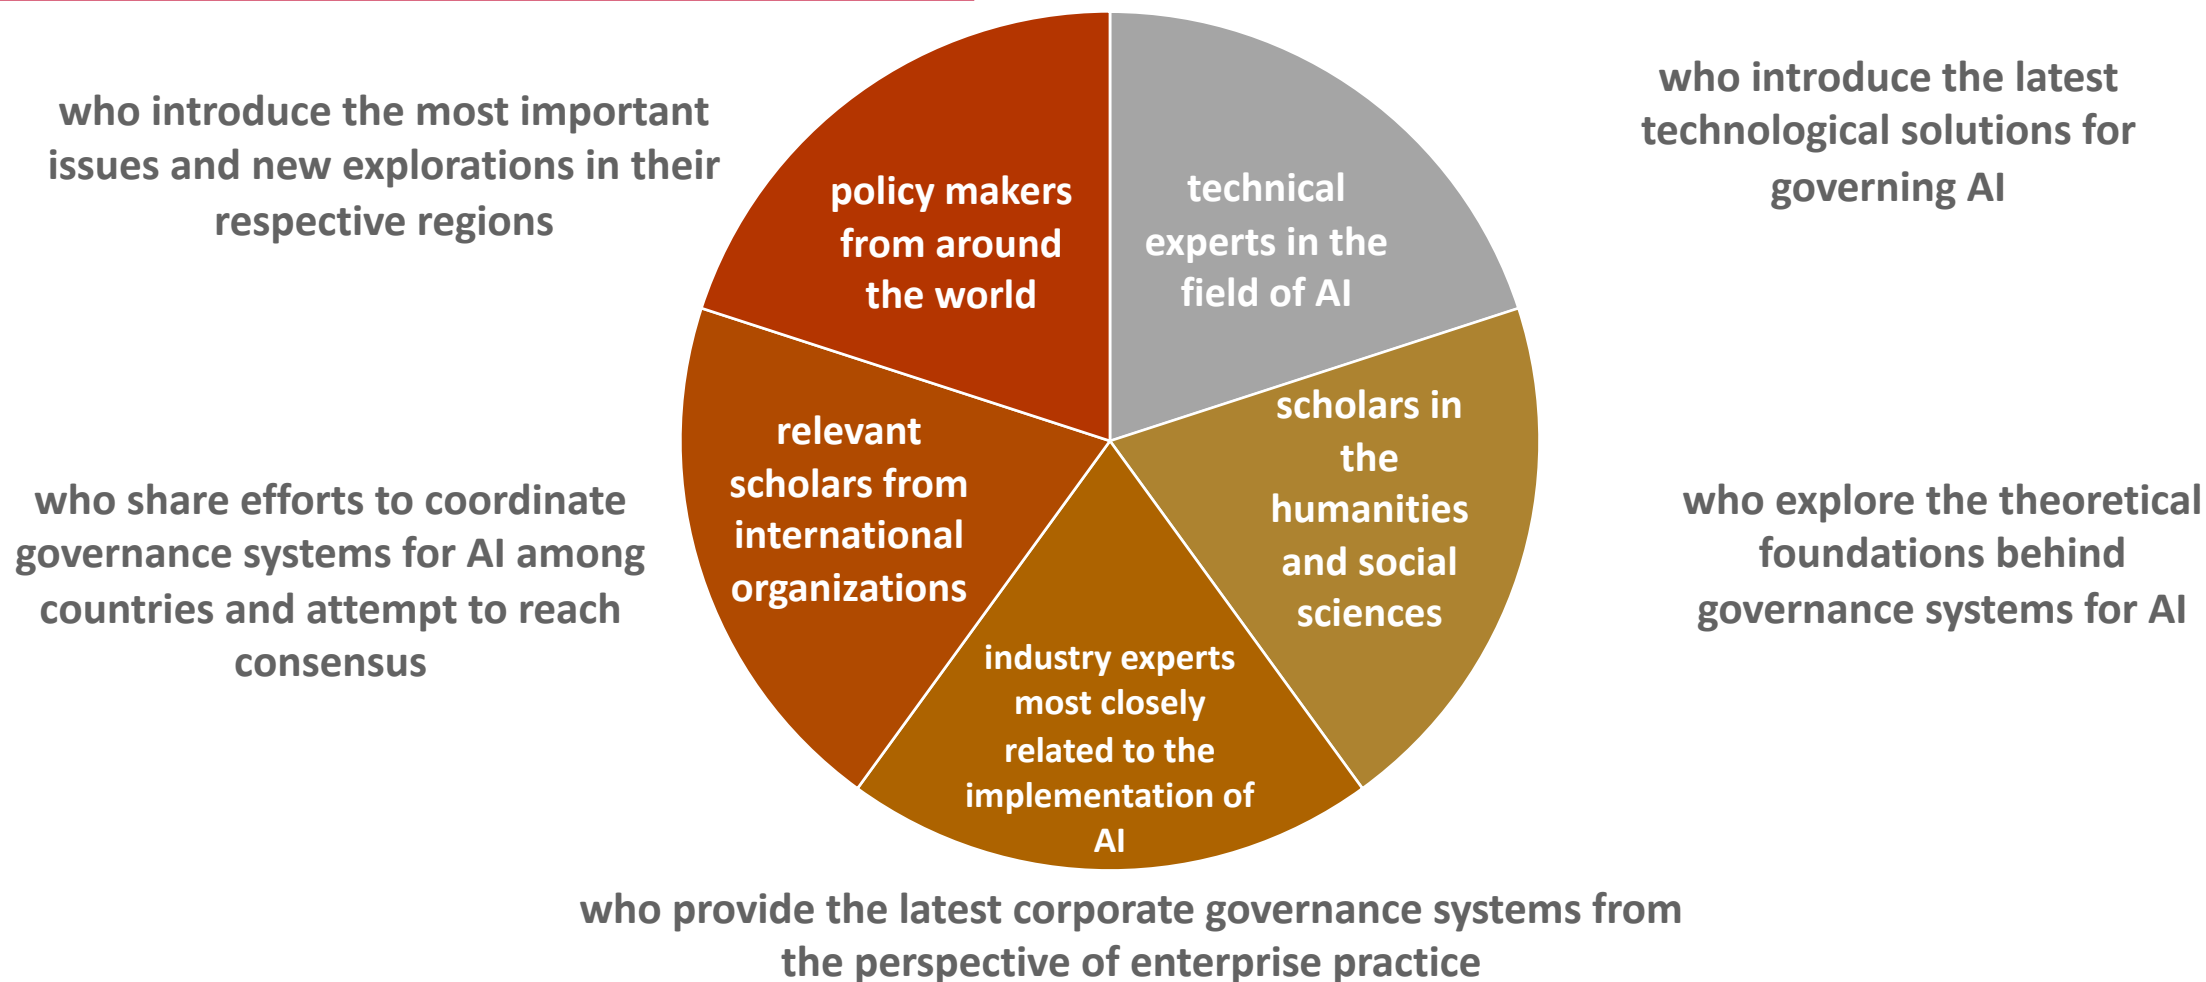 who introduce the most important
issues and new explorations in their
respective regions
policy makers
from around
the world
technical
experts in the
field of AI
who introduce the latest
technological solutions for
governing AI
who share efforts to coordinate
governance systems for AI among
countries and attempt to reach
consensus
relevant
scholars from
international
organizations
scholars in
the
humanities
and social
sciences
who explore the theoretical
foundations behind
governance systems for AI
industry experts
most closely
related to the
implementation of
AI
who provide the latest corporate governance systems from
the perspective of enterprise practice